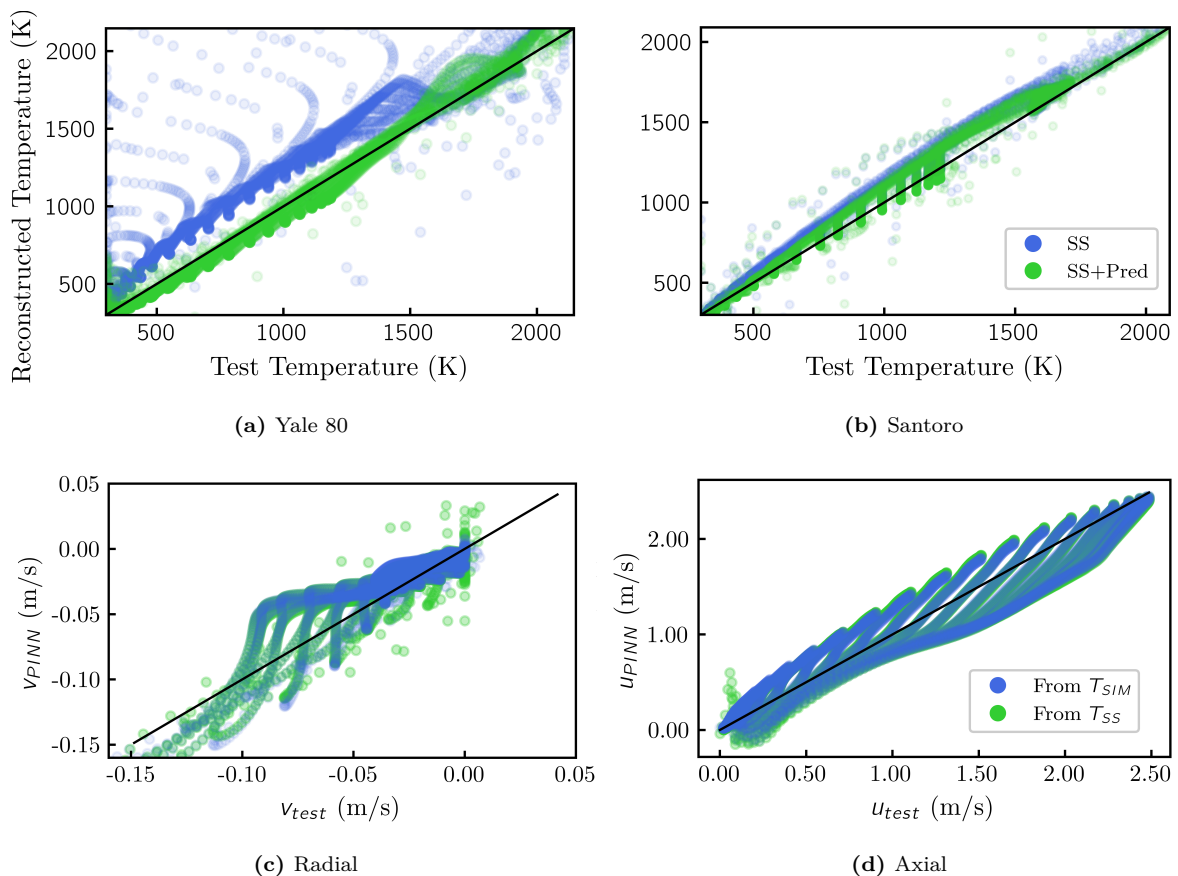 Reconstructed Temperature (K)
2000
1500
1000
500
500 1000 1500 2000
Test Temperature (K)
(a) Yale 80
2000
1500
1000
500
SS
SS+Pred
500 1000 1500 2000
Test Temperature (K)
(b) Santoro
v_PINN (m/s)
0.05
0.00
-0.05
-0.10
-0.15
-0.15 -0.10 -0.05 0.00 0.05
v_test (m/s)
(c) Radial
u_PINN (m/s)
2.00
1.00
0.00
From T_SIM
From T_SS
0.00 0.50 1.00 1.50 2.00 2.50
u_test (m/s)
(d) Axial